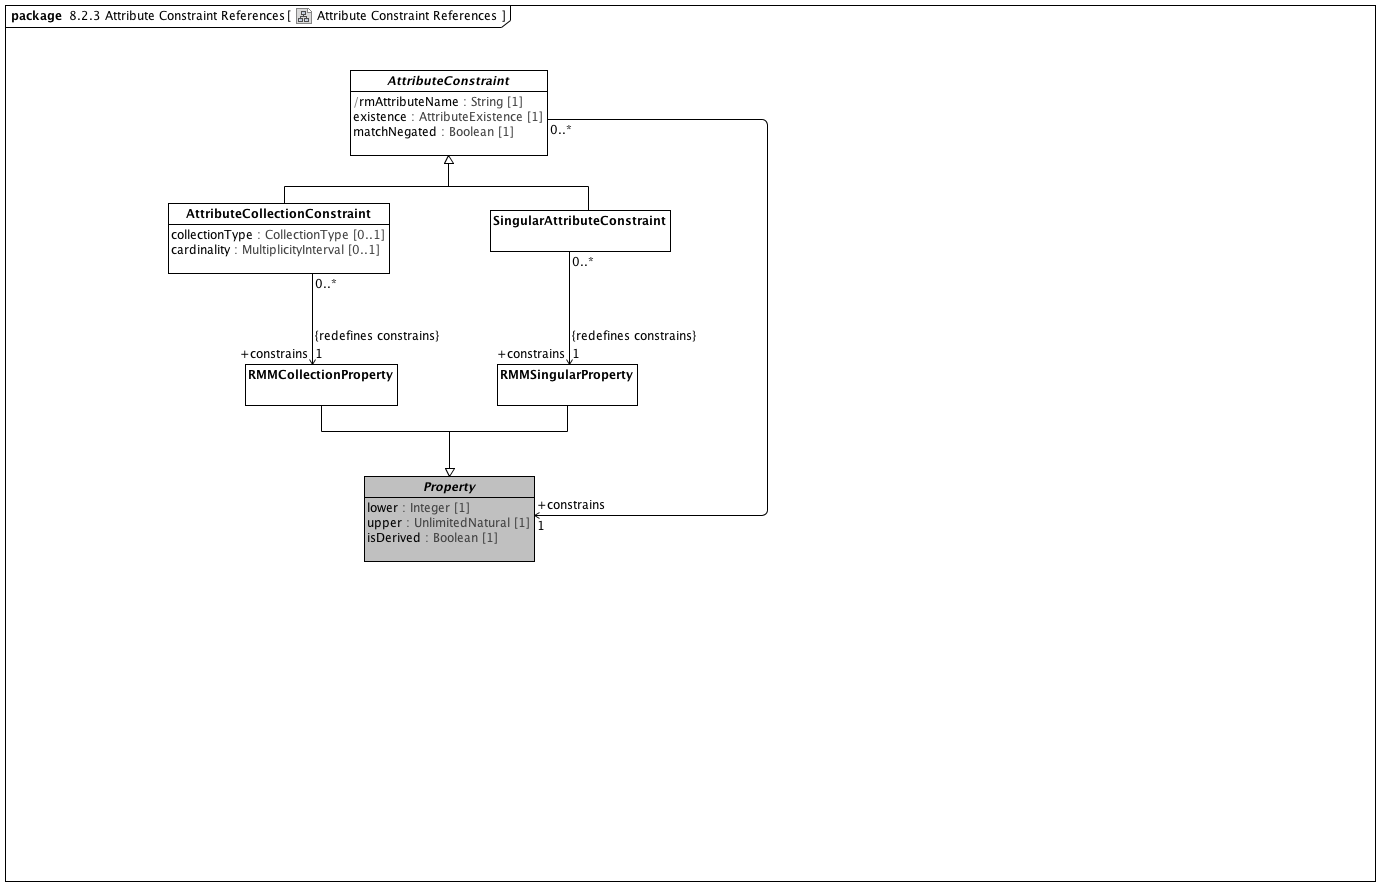 package 8.2.3 Attribute Constraint References [ Attribute Constraint References ]
AttributeConstraint
/rmAttributeName : String [1]
existence : AttributeExistence [1]
matchNegated : Boolean [1]
0..*
AttributeCollectionConstraint
collectionType : CollectionType [0..1]
cardinality : MultiplicityInterval [0..1]
SingularAttributeConstraint
0..*
0..*
{redefines constrains}
+constrains 1
{redefines constrains}
+constrains 1
RMMCollectionProperty
RMMSingularProperty
Property
lower : Integer [1]
upper : UnlimitedNatural [1]
isDerived : Boolean [1]
+constrains
1